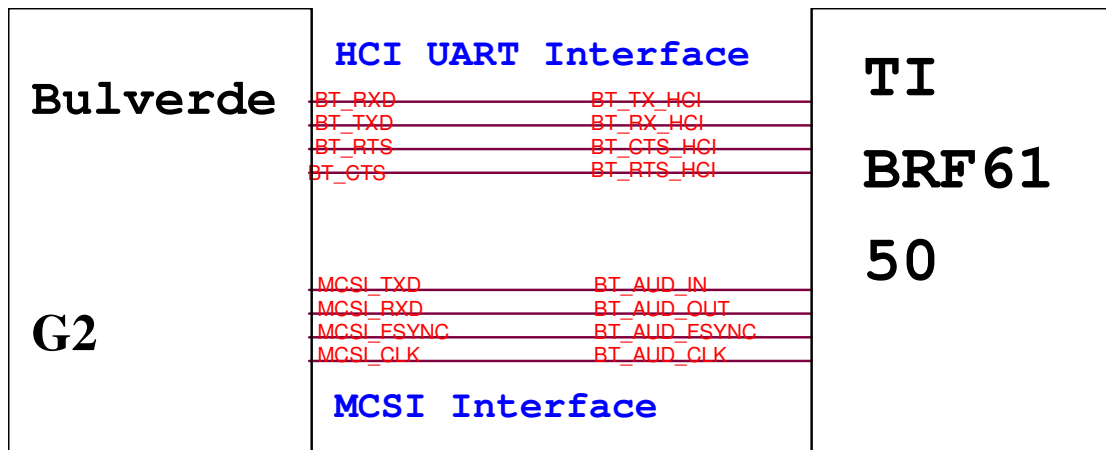 HCI UART Interface
Bulverde
BT_RXD BT_TX_HCI
BT_TXD BT_RX_HCI
BT_RTS BT_CTS_HCI
BT_CTS BT_RTS_HCI
TI
BRF61
50
MCSI_TXD BT_AUD_IN
MCSI_RXD BT_AUD_OUT
MCSI_FSYNC BT_AUD_FSYNC
MCSI_CLK BT_AUD_CLK
G2
MCSI Interface